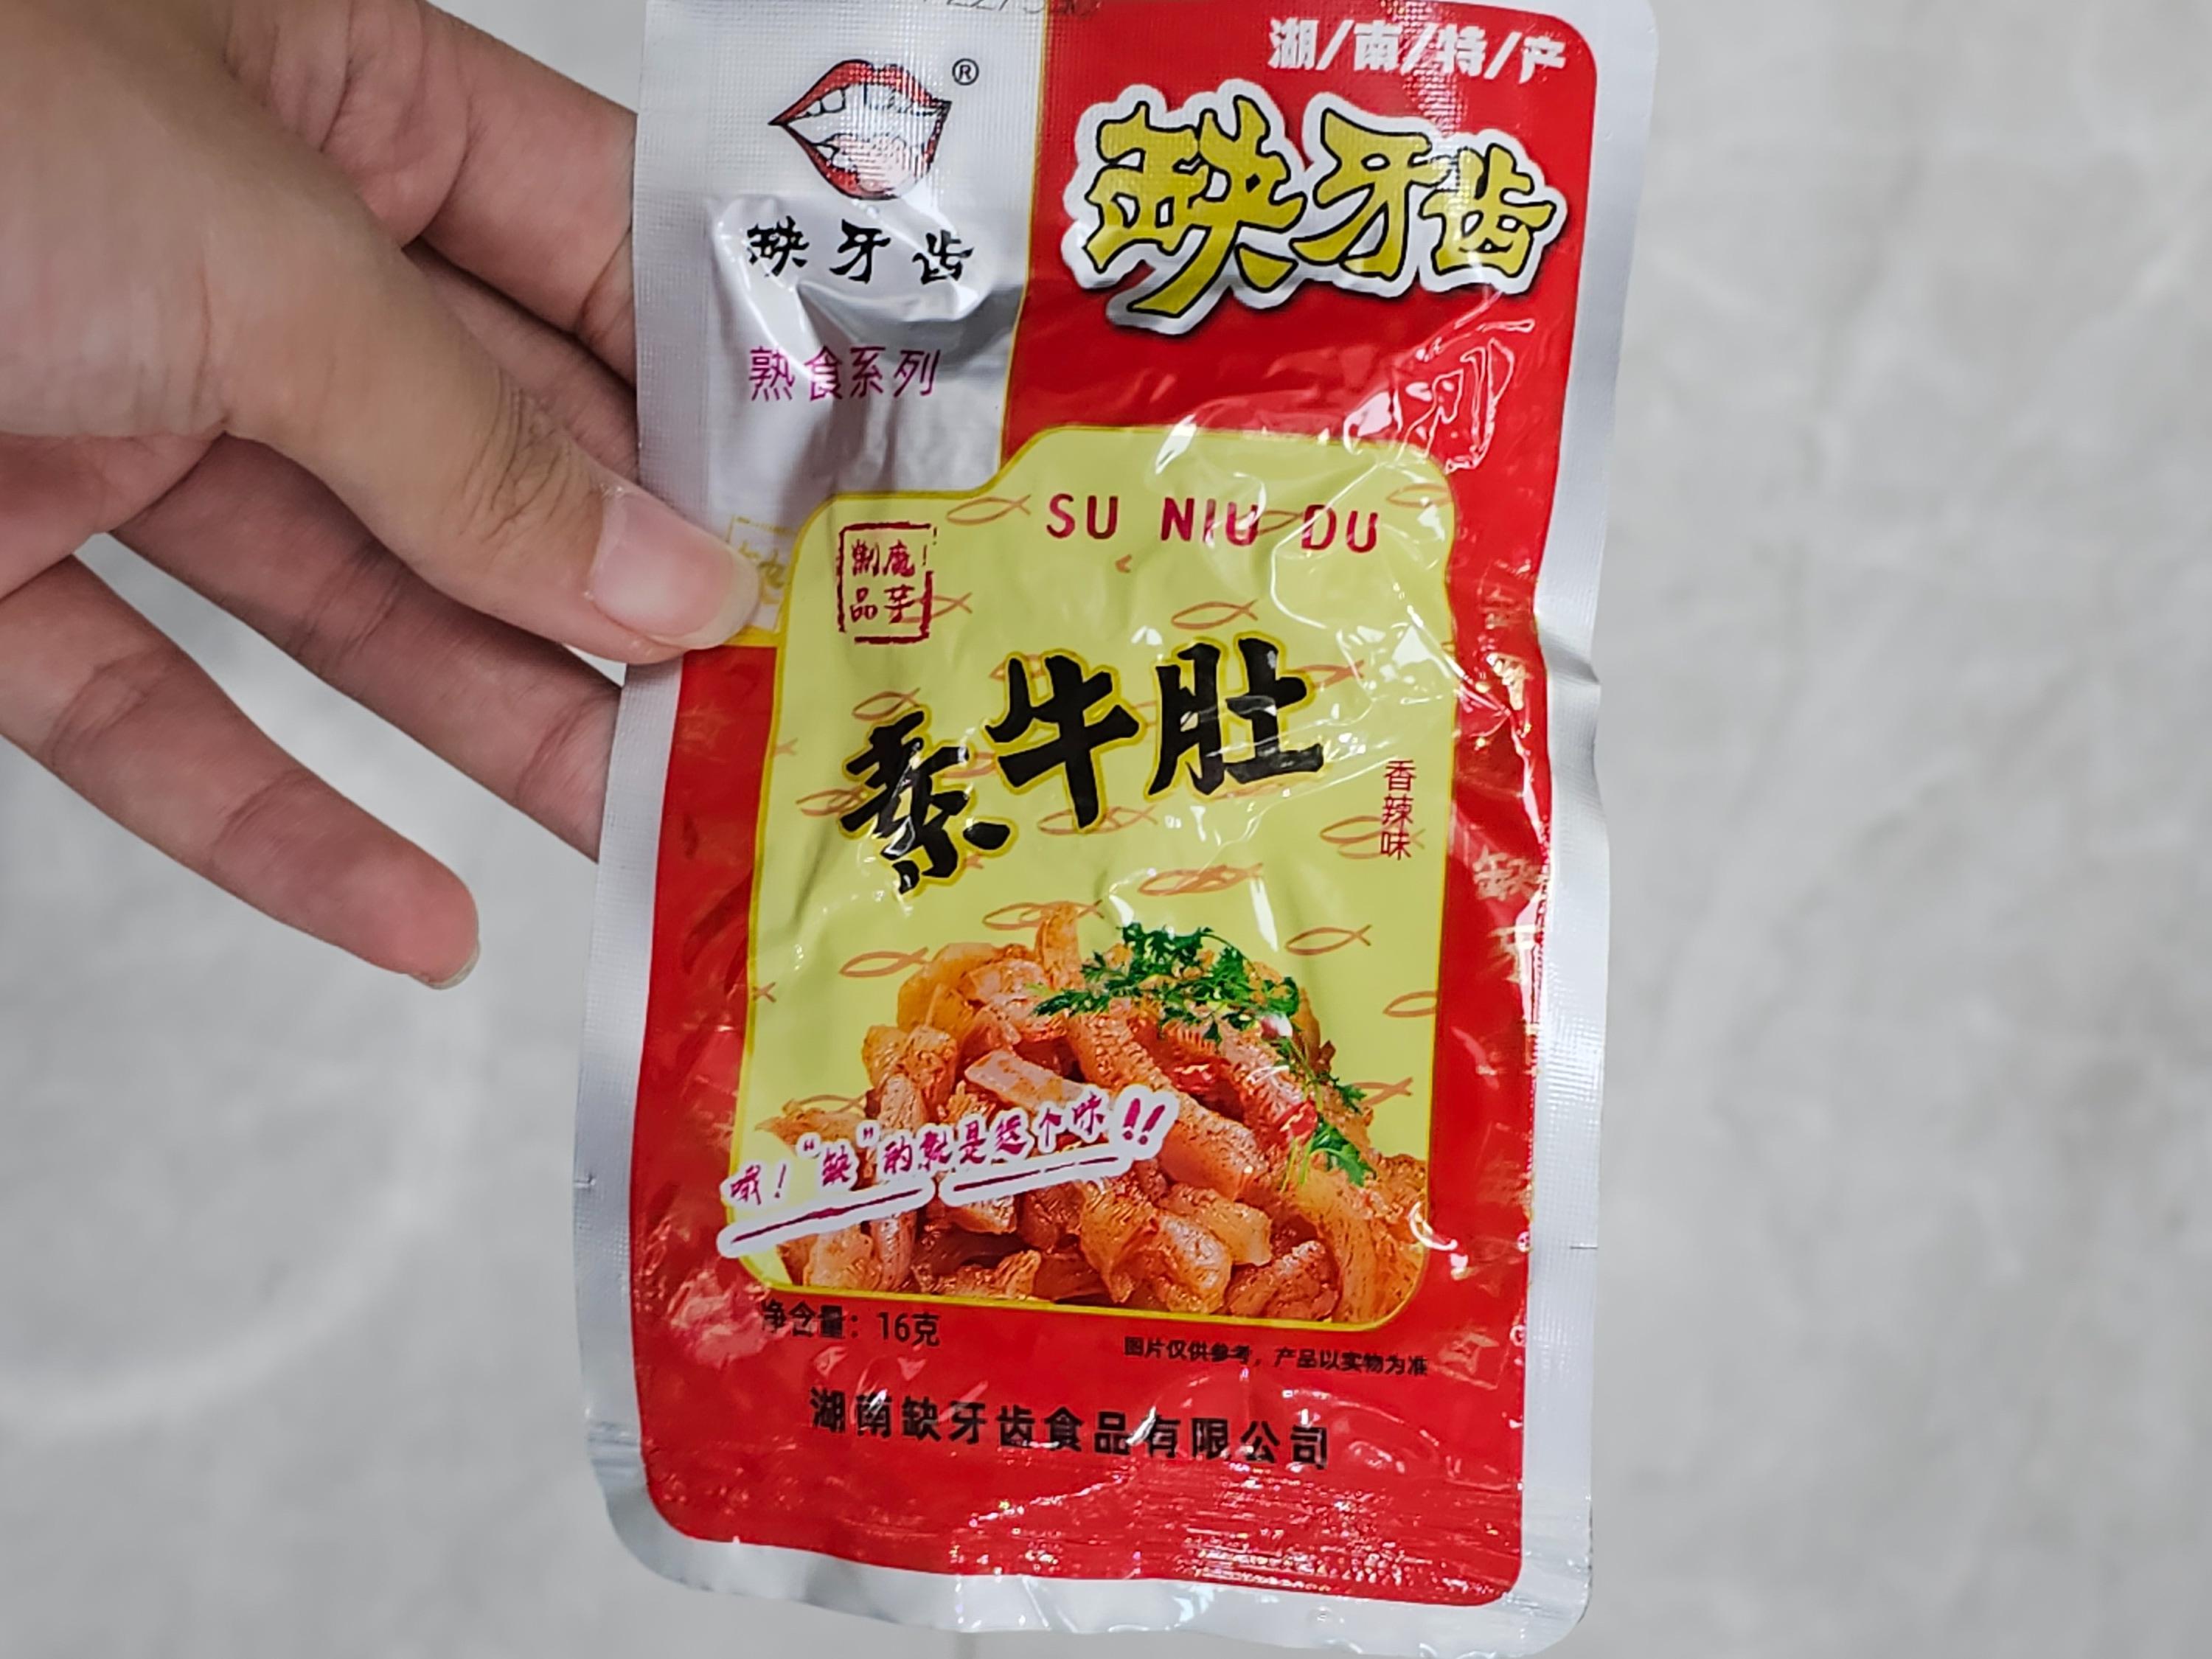 湖/南/特/产
®
缺牙齿
缺牙齿
熟食系列
SU NIU DU
魔芋
制品
素牛肚
香辣味
哦！“缺”的就是这个味!!
净含量：16克
图片仅供参考，产品以实物为准
湖南缺牙齿食品有限公司